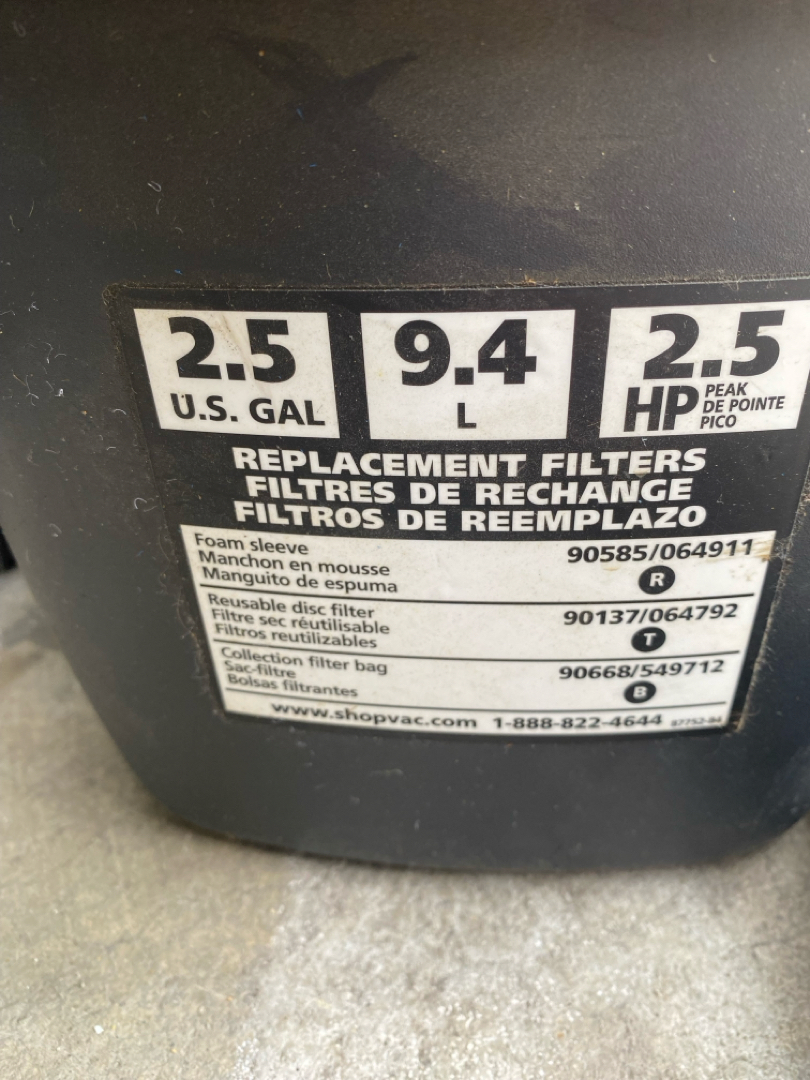 2.5
U.S. GAL
9.4
L
2.5
HP PEAK
DE POINTE
PICO
REPLACEMENT FILTERS
FILTRES DE RECHANGE
FILTROS DE REEMPLAZO
Foam sleeve
Manchon en mousse
Manguito de espuma
90585/064911
R
Reusable disc filter
Filtre sec réutilisable
Filtros reutilizables
90137/064792
T
Collection filter bag
Sac-filtre
Bolsas filtrantes
90668/549712
B
www.shopvac.com 1-888-822-4644